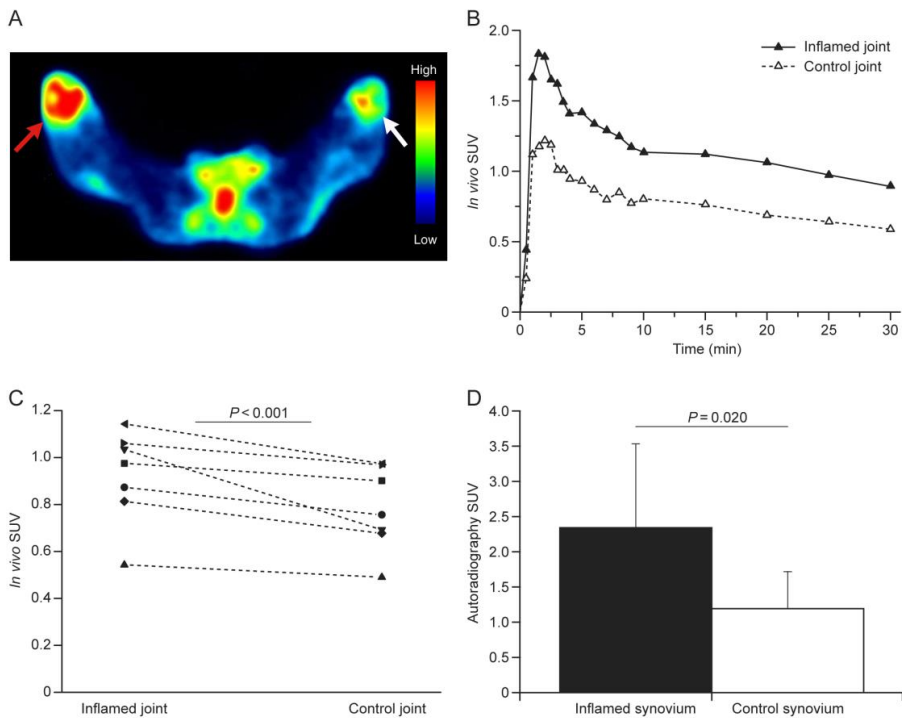 A
High
Low
B
In vivo SUV
2.0
1.5
1.0
0.5
0
0
5
10
15
20
25
30
Time (min)
Inflamed joint
Control joint
C
In vivo SUV
1.2
1.0
0.8
0.6
0.4
0.2
0
P < 0.001
Inflamed joint
Control joint
D
Autoradiography SUV
4.0
3.5
3.0
2.5
2.0
1.5
1.0
0.5
0
P = 0.020
Inflamed synovium
Control synovium